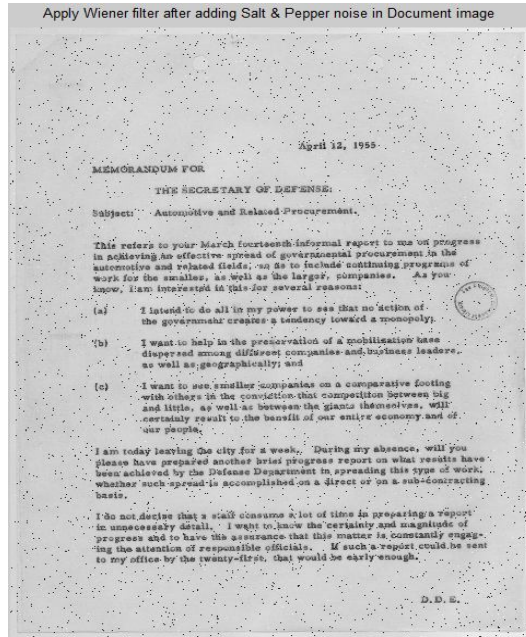 Apply Wiener filter after adding Salt & Pepper noise in Document image
April 12, 1955
MEMORANDUM FOR
THE SECRETARY OF DEFENSE:
Subject: Automotive and Related Procurement.
This refers to your March fourteenth informal report to me on progress
in achieving an effective spread of governmental procurement in the
automotive and related fields, so as to include continuing programs of
work for the smaller, as well as the larger, companies. As you
know, I am interested in this for several reasons:
(a) I intend to do all in my power to see that no action of
the government creates a tendency toward a monopoly;
(b) I want to help in the preservation of a mobilization base
dispersed among different companies and business leaders,
as well as geographically; and
(c) I want to see smaller companies on a comparative footing
with others in the conviction that competition between big
and little, as well as between the giants themselves, will
certainly result to the benefit of our entire economy and of
our people.
I am today leaving the city for a week. During my absence, will you
please have prepared another brief progress report on what results have
been achieved by the Defense Department in spreading this type of work,
whether such spread is accomplished on a direct or on a sub-contracting
basis.
I do not desire that a staff consume a lot of time in preparing a report
in unnecessary detail. I want to know the certainty and magnitude of
progress and to have the assurance that this matter is constantly engag-
ing the attention of responsible officials. If such a report could be sent
to my office by the twenty-first, that would be early enough.
D.D.E.